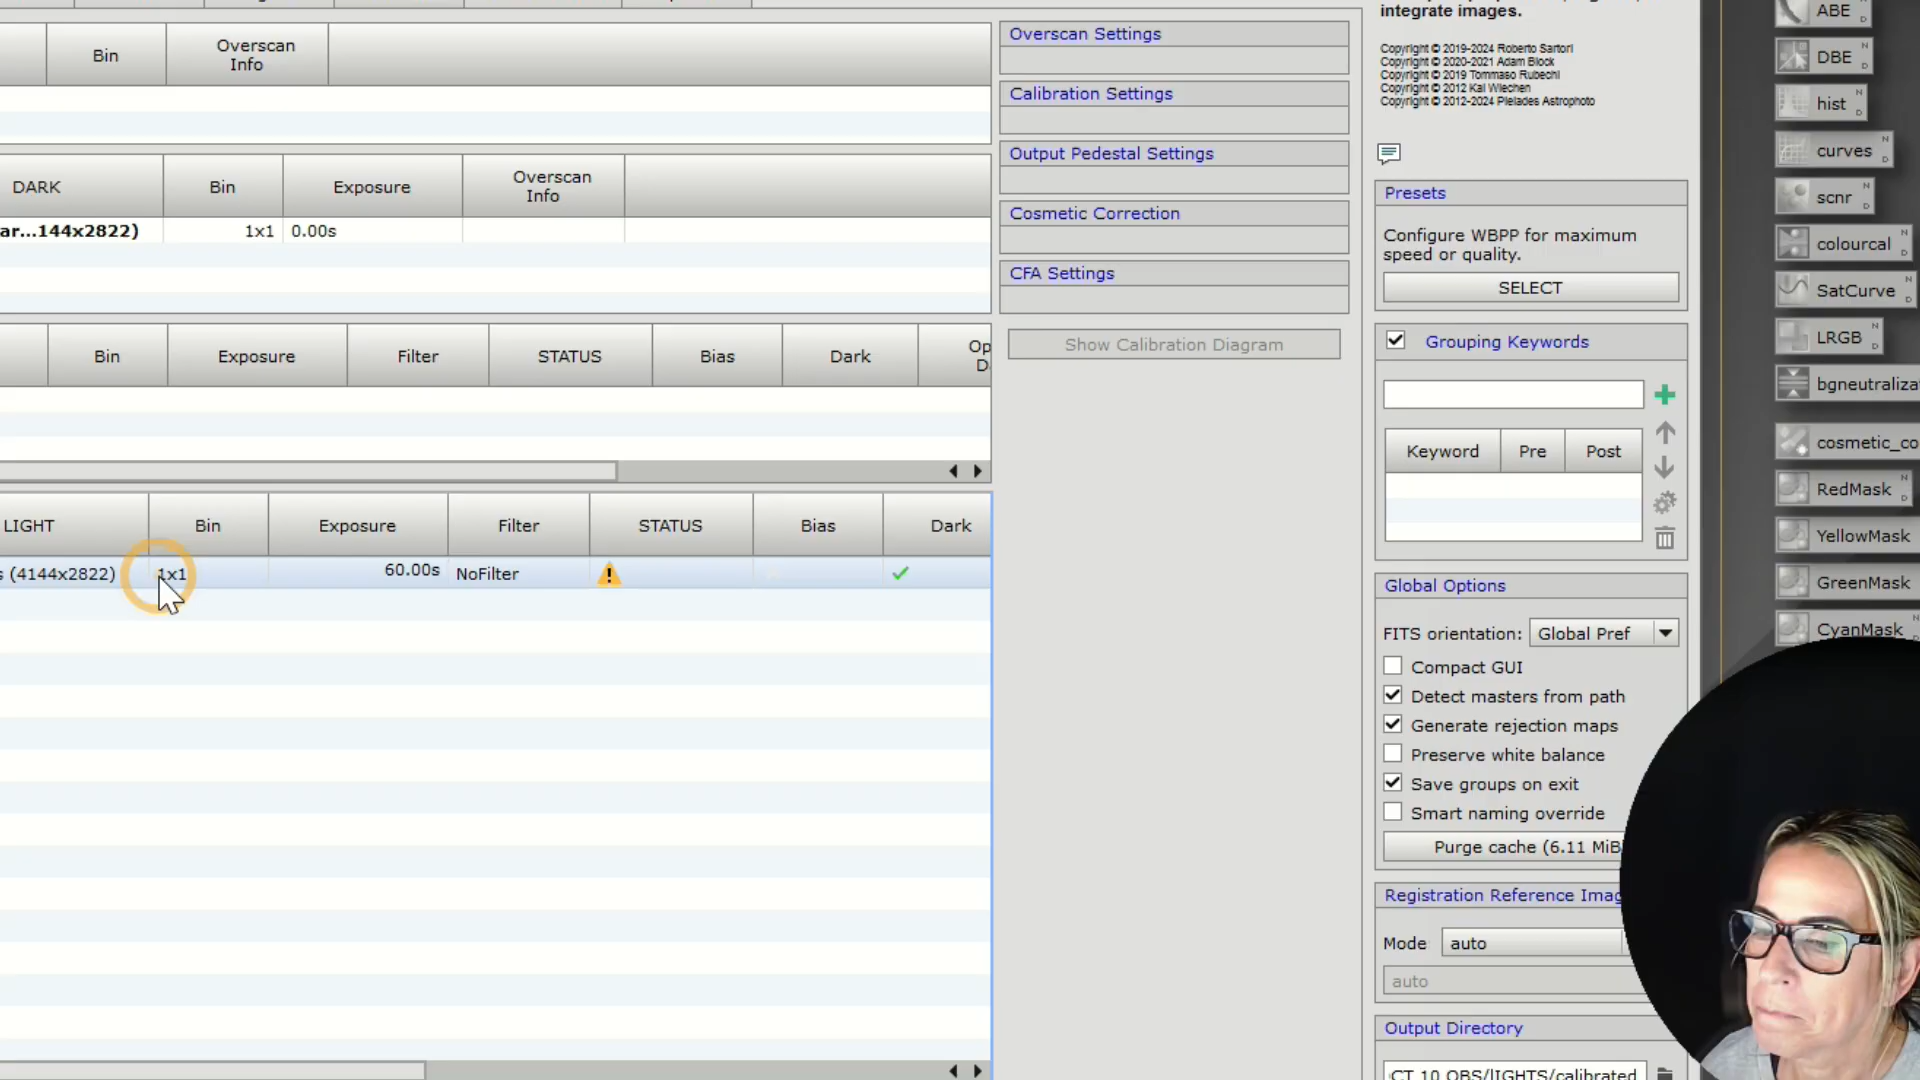 Bin
Overscan
Info
DARK
Bin
Exposure
Overscan
Info
ar...144x2822)
1x1
0.00s
Bin
Exposure
Filter
STATUS
Bias
Dark
Op
LIGHT
Bin
Exposure
Filter
STATUS
Bias
Dark
s (4144x2822)
1x1
60.00s
NoFilter
Overscan Settings
Calibration Settings
Output Pedestal Settings
Cosmetic Correction
CFA Settings
Show Calibration Diagram
integrate images.
Copyright © 2019-2024 Roberto Sartori
Copyright © 2020-2021 Adam Block
Copyright © 2019 Tommaso Rubechi
Copyright © 2012 Kai Wiechen
Copyright © 2012-2024 Pleiades Astrophoto
Presets
Configure WBPP for maximum
speed or quality.
SELECT
Grouping Keywords
Keyword
Pre
Post
Global Options
FITS orientation:
Global Pref
Compact GUI
Detect masters from path
Generate rejection maps
Preserve white balance
Save groups on exit
Smart naming override
Purge cache (6.11 MiB
Registration Reference Imag
Mode
auto
auto
Output Directory
CT 10 OBS/lIGHTS/calibrated
ABE
DBE
hist
curves
scnr
colourcal
SatCurve
LRGB
bgneutraliza
cosmetic_co
RedMask
YellowMask
GreenMask
CyanMask